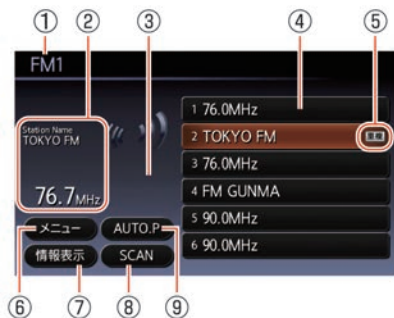 ① ② ③ ④ ⑤
FM1
Station Name
TOKYO FM
76.7MHz
1 76.0MHz
2 TOKYO FM
3 76.0MHz
4 FM GUNMA
5 90.0MHz
6 90.0MHz
メニュー AUTO.P
情報表示 SCAN
⑥ ⑦ ⑧ ⑨